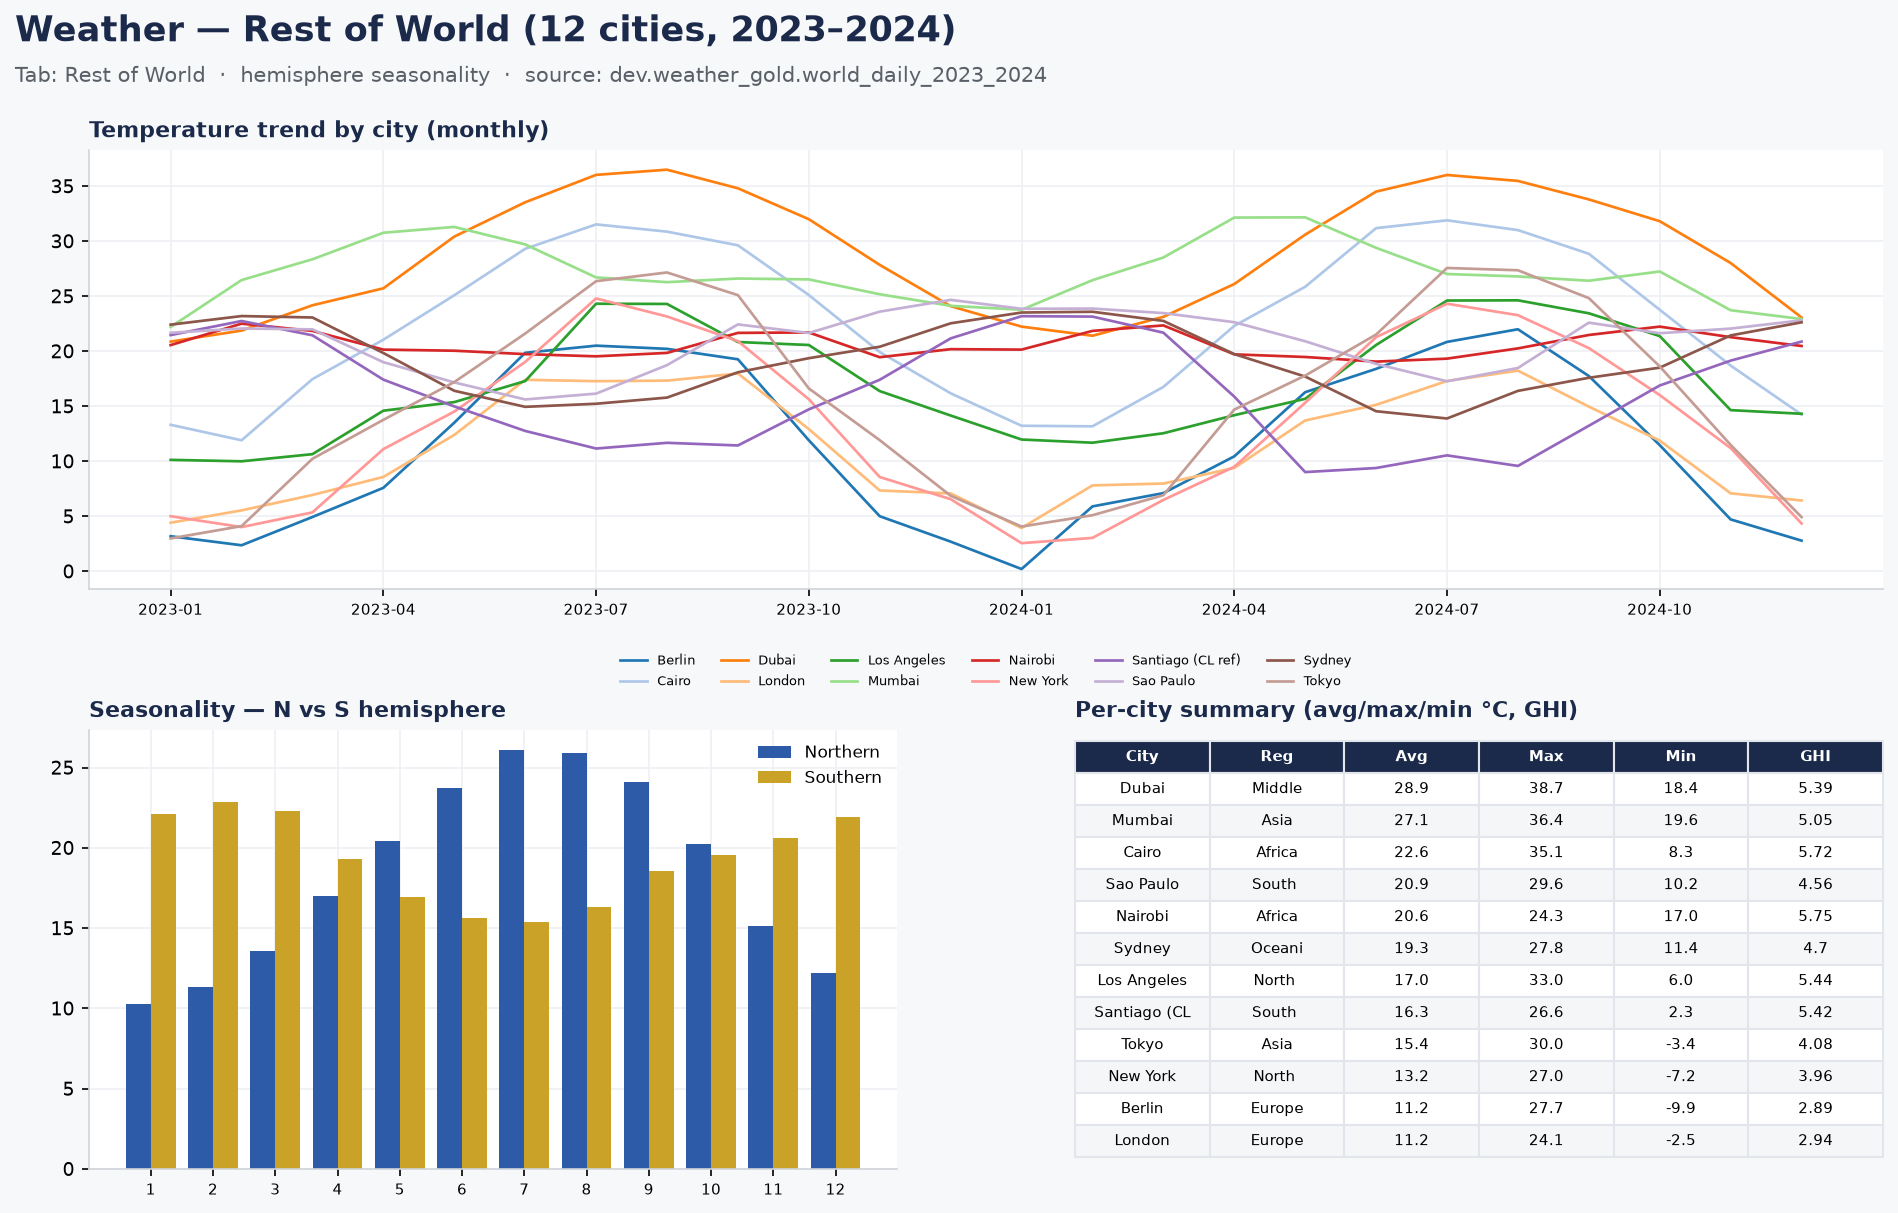 Weather — Rest of World (12 cities, 2023–2024)
Tab: Rest of World · hemisphere seasonality · source: dev.weather_gold.world_daily_2023_2024
Temperature trend by city (monthly)
35
30
25
20
15
10
5
0
2023-01 2023-04 2023-07 2023-10 2024-01 2024-04 2024-07 2024-10
Berlin Dubai Los Angeles Nairobi Santiago (CL ref) Sydney
Cairo London Mumbai New York Sao Paulo Tokyo
Seasonality — N vs S hemisphere
Northern
Southern
25
20
15
10
5
0
1 2 3 4 5 6 7 8 9 10 11 12
Per-city summary (avg/max/min °C, GHI)
City Reg Avg Max Min GHI
Dubai Middle 28.9 38.7 18.4 5.39
Mumbai Asia 27.1 36.4 19.6 5.05
Cairo Africa 22.6 35.1 8.3 5.72
Sao Paulo South 20.9 29.6 10.2 4.56
Nairobi Africa 20.6 24.3 17.0 5.75
Sydney Oceani 19.3 27.8 11.4 4.7
Los Angeles North 17.0 33.0 6.0 5.44
Santiago (CL South 16.3 26.6 2.3 5.42
Tokyo Asia 15.4 30.0 -3.4 4.08
New York North 13.2 27.0 -7.2 3.96
Berlin Europe 11.2 27.7 -9.9 2.89
London Europe 11.2 24.1 -2.5 2.94